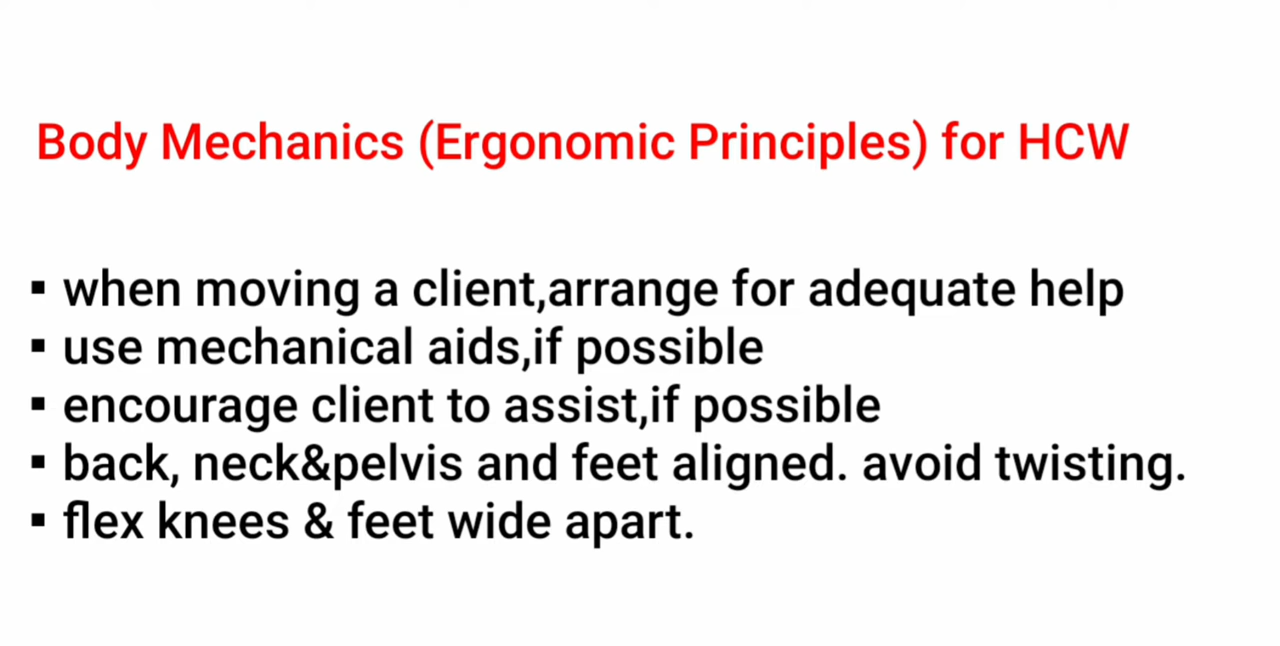 Body Mechanics (Ergonomic Principles) for HCW
▪ when moving a client,arrange for adequate help
▪ use mechanical aids,if possible
▪ encourage client to assist,if possible
▪ back, neck&pelvis and feet aligned. avoid twisting.
▪ flex knees & feet wide apart.